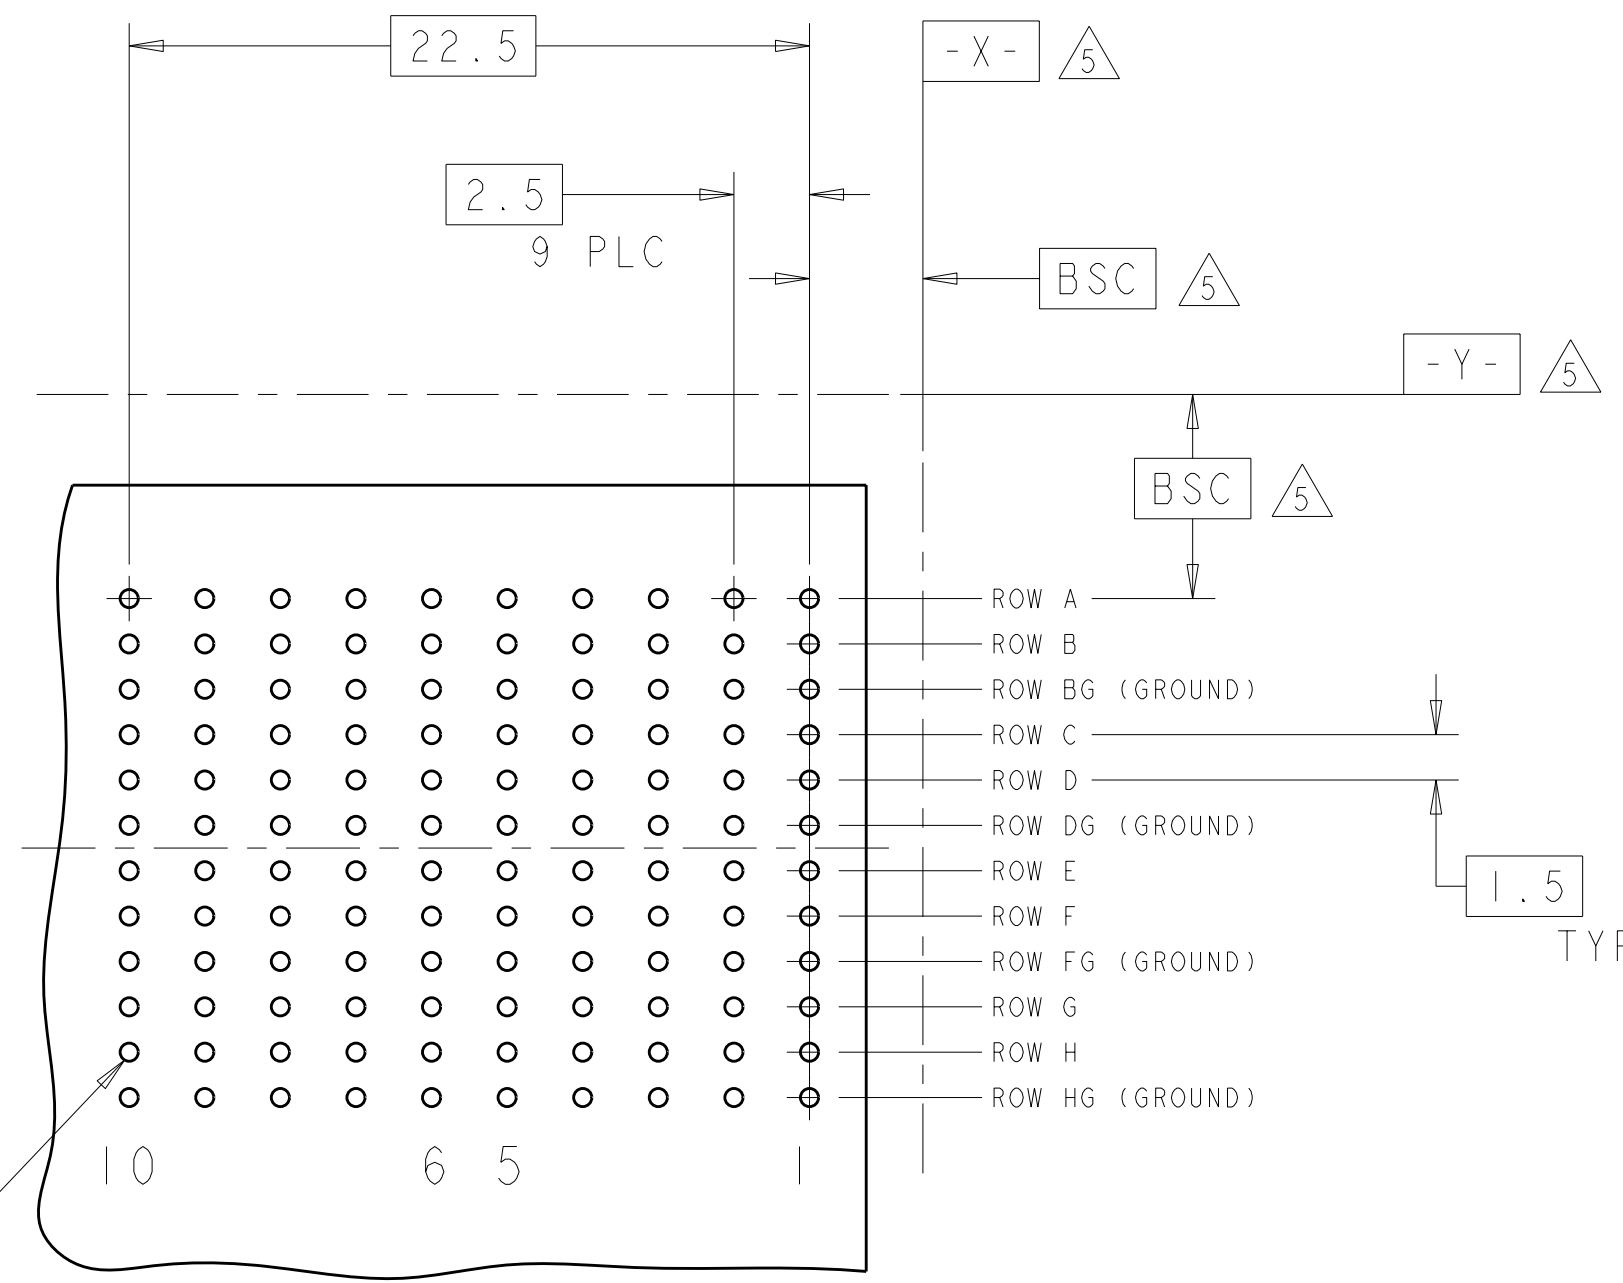 22.5
-X-
5
2.5
9 PLC
BSC
5
-Y-
5
BSC
5
ROW A
ROW B
ROW BG (GROUND)
ROW C
ROW D
ROW DG (GROUND)
ROW E
1.5
ROW F
TYP
ROW FG (GROUND)
ROW G
ROW H
ROW HG (GROUND)
10
6
5
1